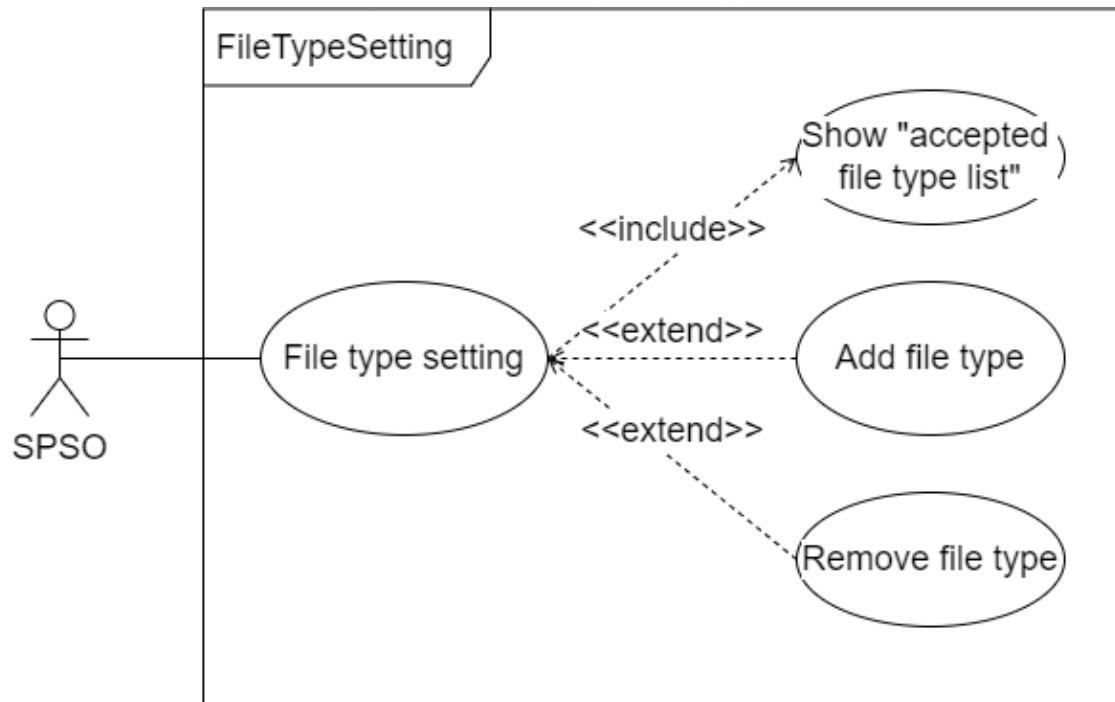 FileTypeSetting
Show "accepted
file type list"
<<include>>
<<extend>>
File type setting
Add file type
<<extend>>
SPSO
Remove file type